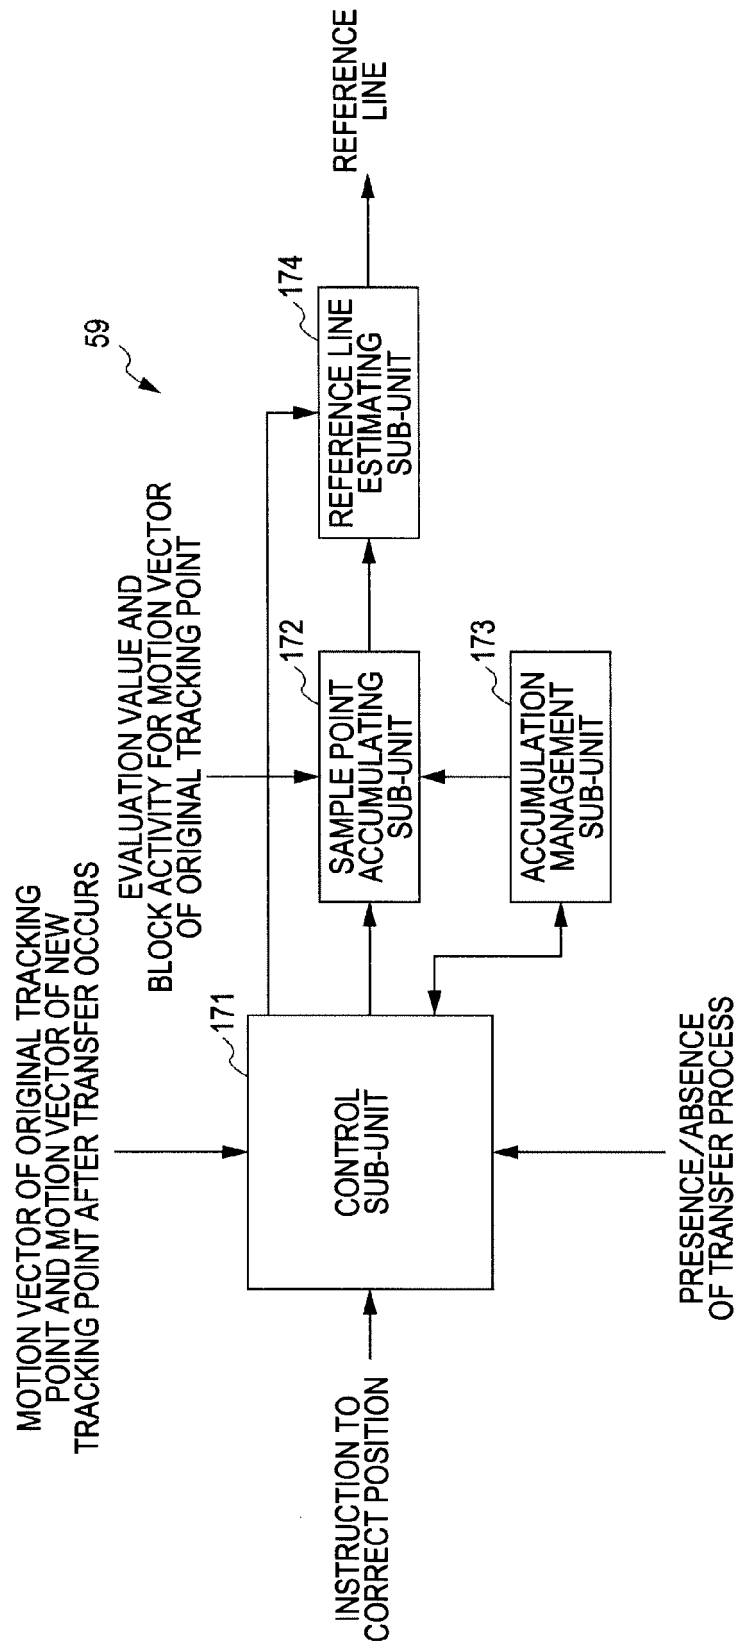 59
MOTION VECTOR OF ORIGINAL TRACKING
POINT AND MOTION VECTOR OF NEW
TRACKING POINT AFTER TRANSFER OCCURS
EVALUATION VALUE AND
BLOCK ACTIVITY FOR MOTION VECTOR
OF ORIGINAL TRACKING POINT
INSTRUCTION TO
CORRECT POSITION
171
CONTROL
SUB-UNIT
172
SAMPLE POINT
ACCUMULATING
SUB-UNIT
174
REFERENCE LINE
ESTIMATING
SUB-UNIT
REFERENCE
LINE
173
ACCUMULATION
MANAGEMENT
SUB-UNIT
PRESENCE/ABSENCE
OF TRANSFER PROCESS